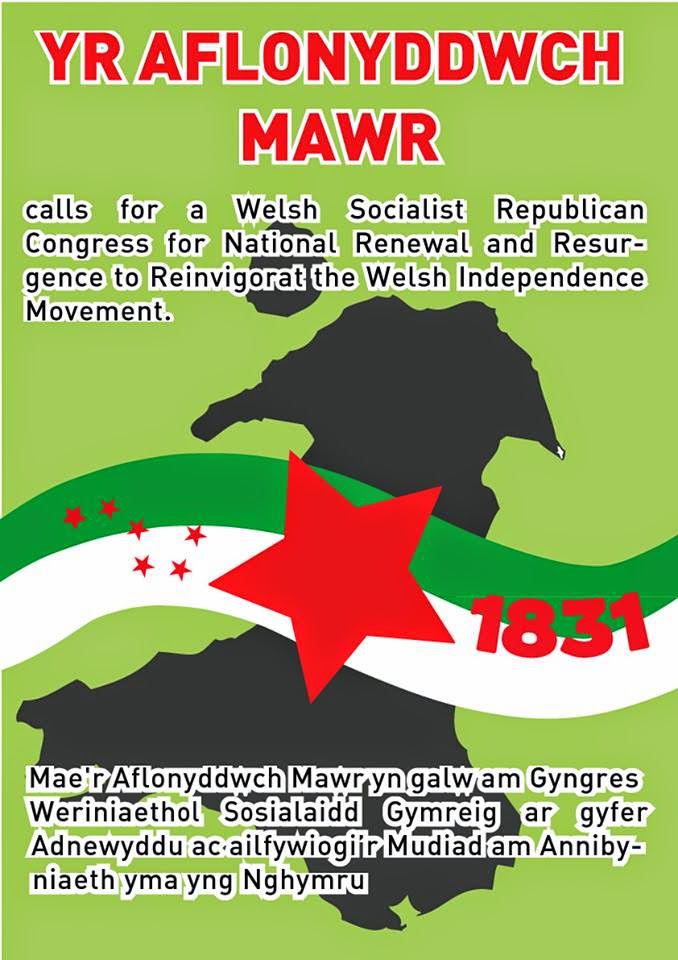 YR AFLONYDDWCH
MAWR
calls for a Welsh Socialist Republican
Congress for National Renewal and Resur-
gence to Reinvigorat the Welsh Independence
Movement.
1831
Mae'r Aflonyddwch Mawr yn galw am Gyngres
Weriniaethol Sosialaidd Gymreig ar gyfer
Adnewyddu ac ailfywiogi'r Mudiad am Anniby-
niaeth yma yng Nghymru